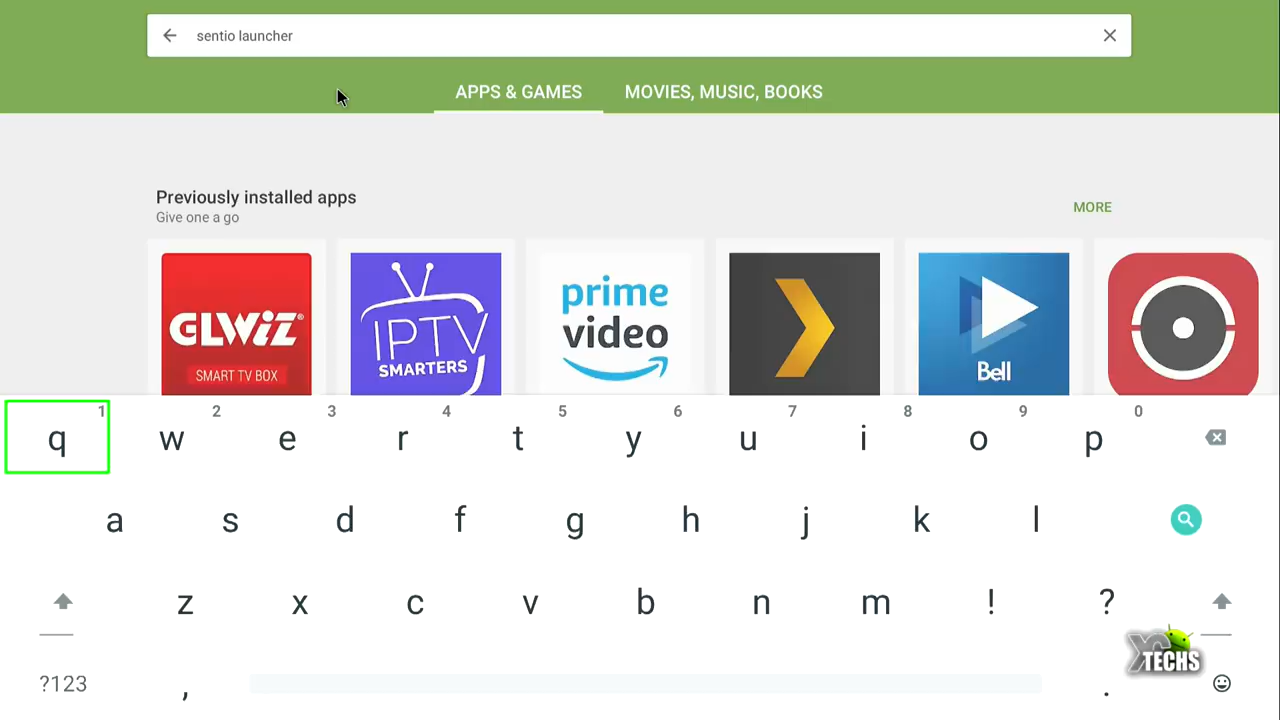 sentio launcher
APPS & GAMES MOVIES, MUSIC, BOOKS
Previously installed apps
Give one a go
MORE
GLWiZ®
SMART TV BOX
IPTV
SMARTERS
prime
video
Bell
1 2 3 4 5 6 7 8 9 0
q w e r t y u i o p
a s d f g h j k l
z x c v b n m ! ?
?123 , .
XCTECHS